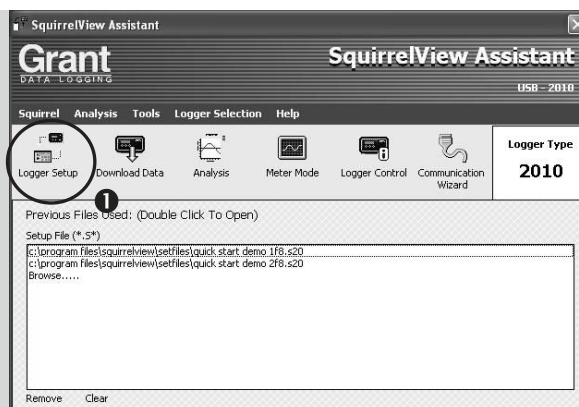 SquirrelView Assistant
Grant
DATA LOGGING
SquirrelView Assistant
USB - 2010
Squirrel Analysis Tools Logger Selection Help
Logger Setup
Download Data
Analysis
Meter Mode
Logger Control
Communication Wizard
Logger Type
2010
1
Previous Files Used: (Double Click To Open)
Setup File (*.S*)
c:\program files\squirrelview\setfiles\quick start demo 1f8.s20
c:\program files\squirrelview\setfiles\quick start demo 2f8.s20
Browse.....
Remove Clear